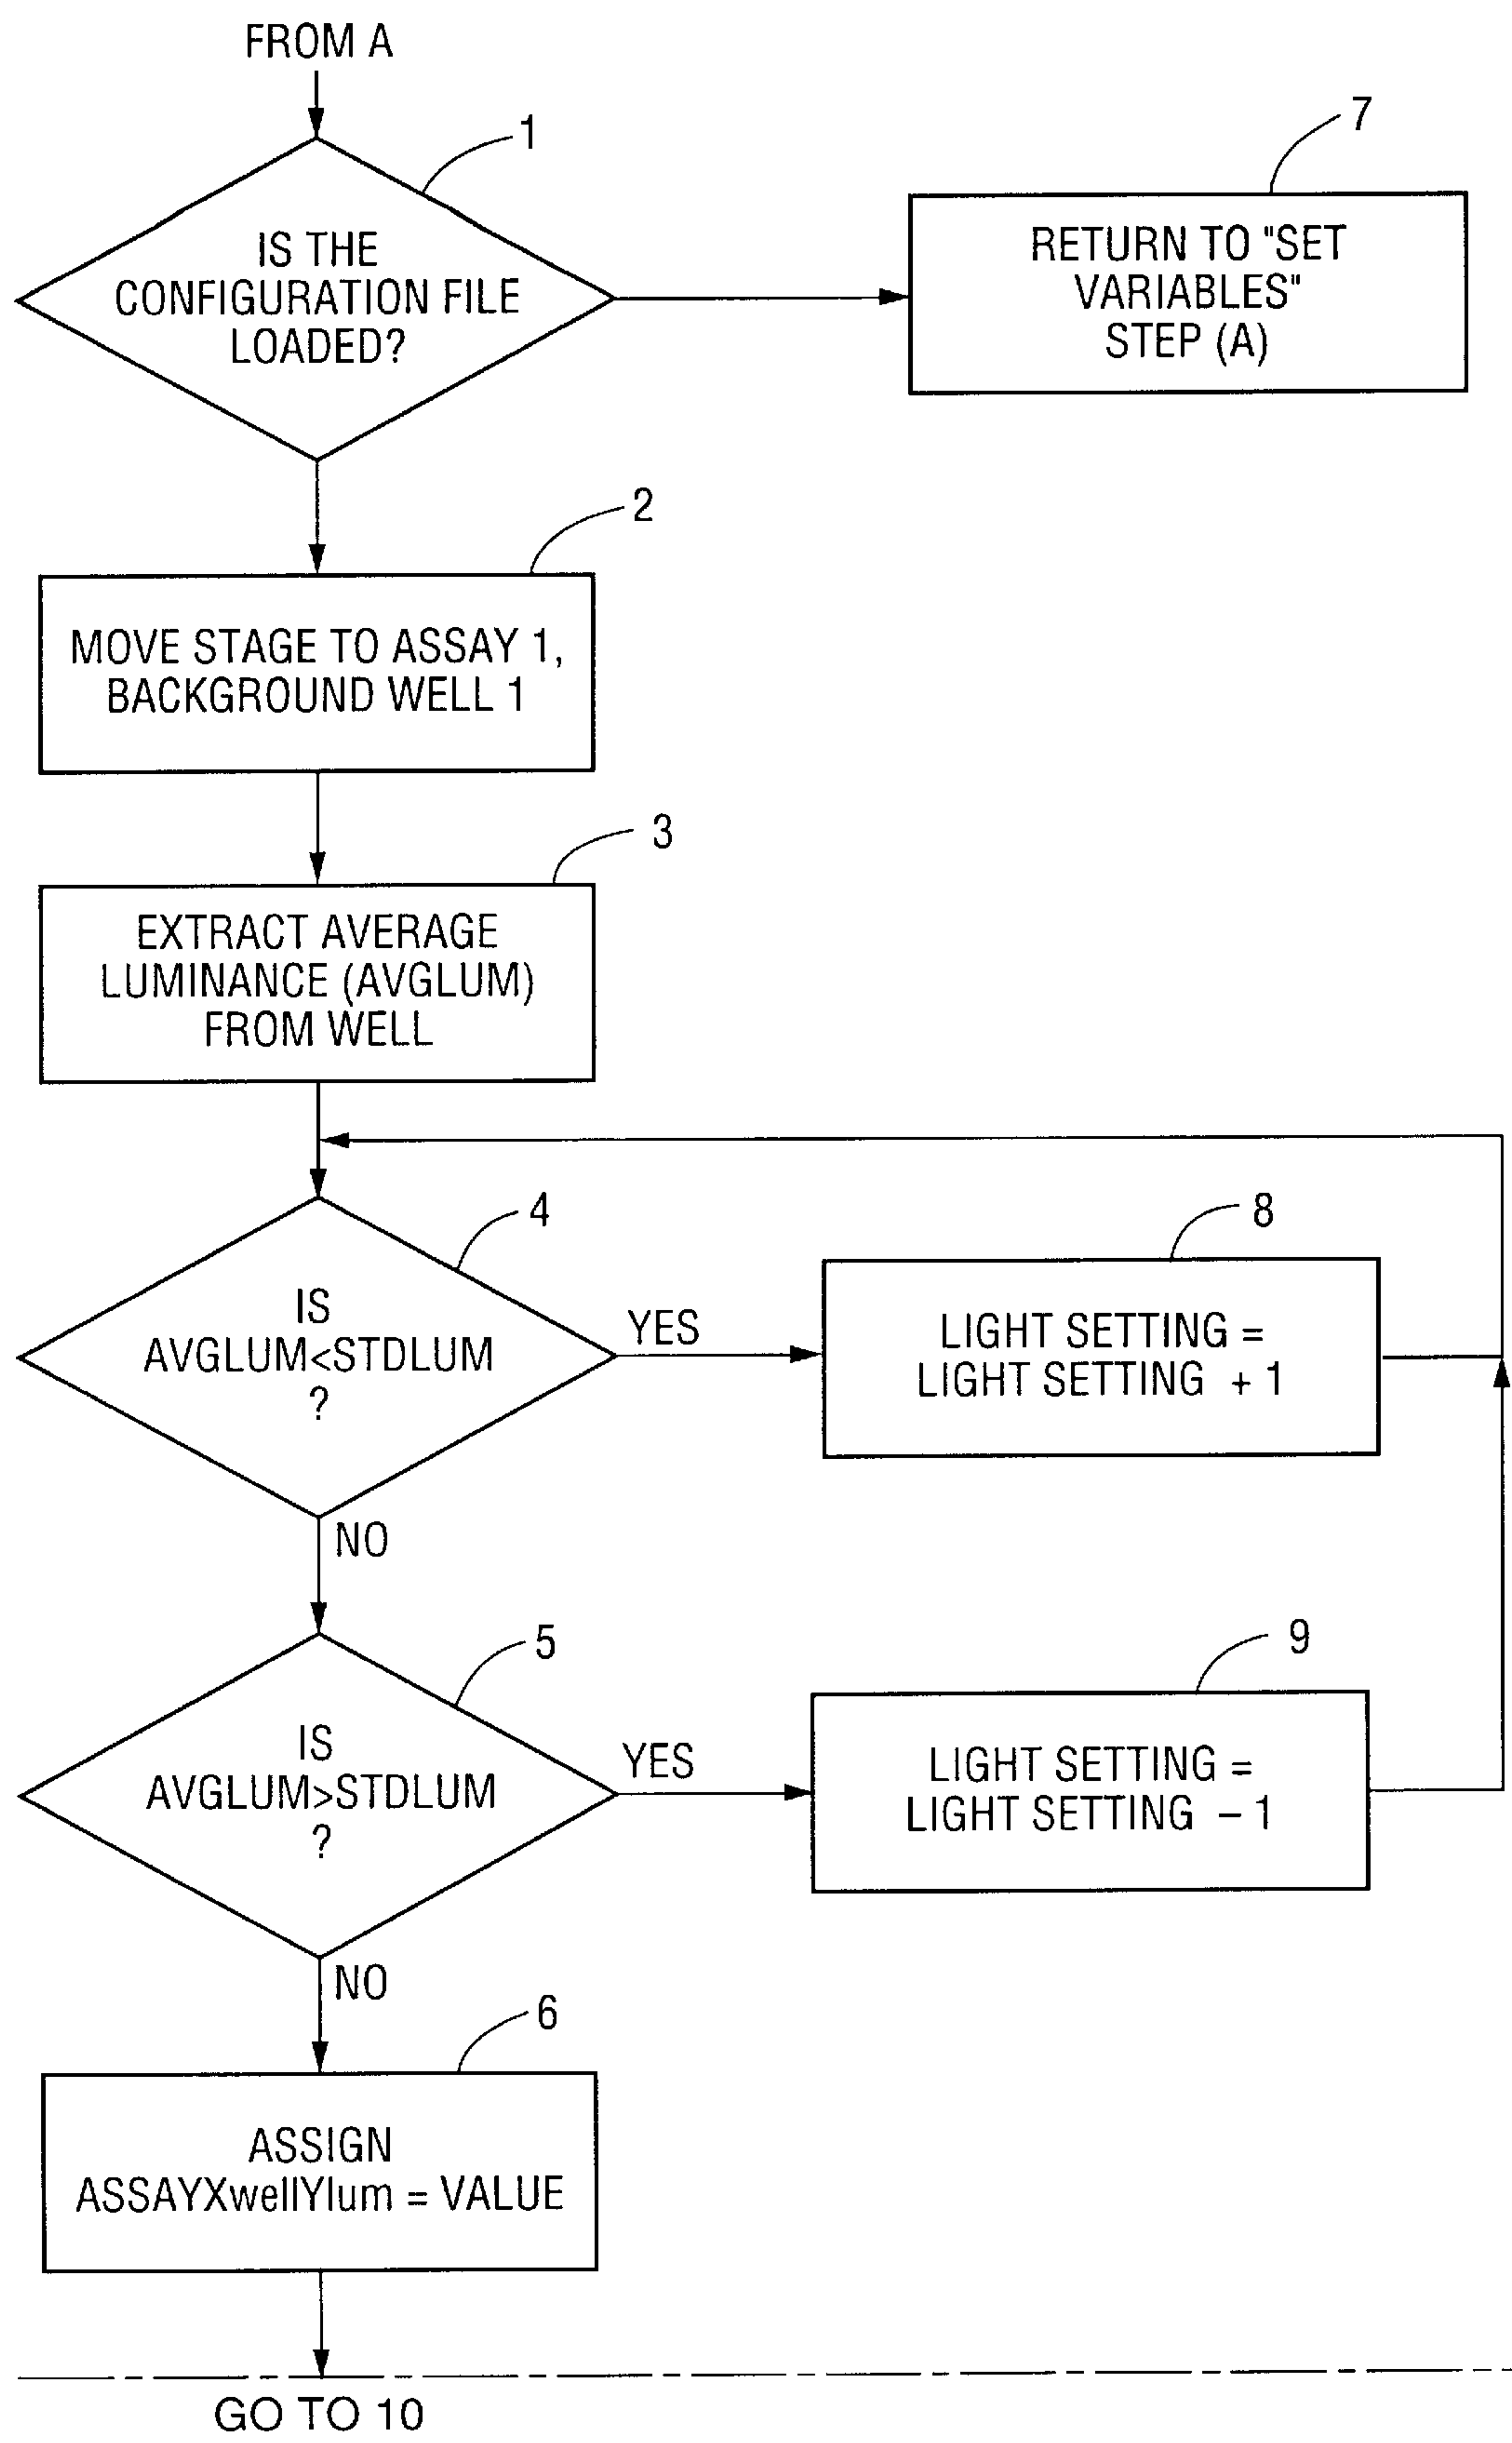 FROM A
1
IS THE
CONFIGURATION FILE
LOADED?
7
RETURN TO "SET
VARIABLES"
STEP (A)
2
MOVE STAGE TO ASSAY 1,
BACKGROUND WELL 1
3
EXTRACT AVERAGE
LUMINANCE (AVGLUM)
FROM WELL
4
IS
AVGLUM<STDLUM
?
YES
8
LIGHT SETTING =
LIGHT SETTING + 1
NO
5
IS
AVGLUM>STDLUM
?
YES
9
LIGHT SETTING =
LIGHT SETTING – 1
NO
6
ASSIGN
ASSAYXwellYlum = VALUE
GO TO 10